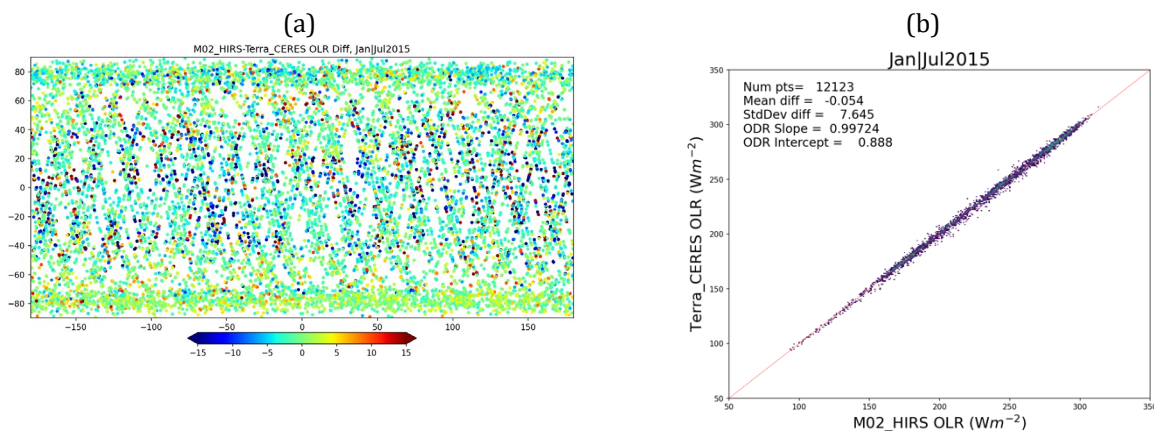 (a)
M02_HIRS-Terra_CERES OLR Diff, Jan|Jul2015
80
60
40
20
0
−20
−40
−60
−80
−150 −100 −50 0 50 100 150
−15 −10 −5 0 5 10 15
(b)
Jan|Jul2015
Num pts= 12123
Mean diff = -0.054
StdDev diff = 7.645
ODR Slope = 0.99724
ODR Intercept = 0.888
Terra_CERES OLR (Wm⁻²)
350
300
250
200
150
100
50
50 100 150 200 250 300 350
M02_HIRS OLR (Wm⁻²)